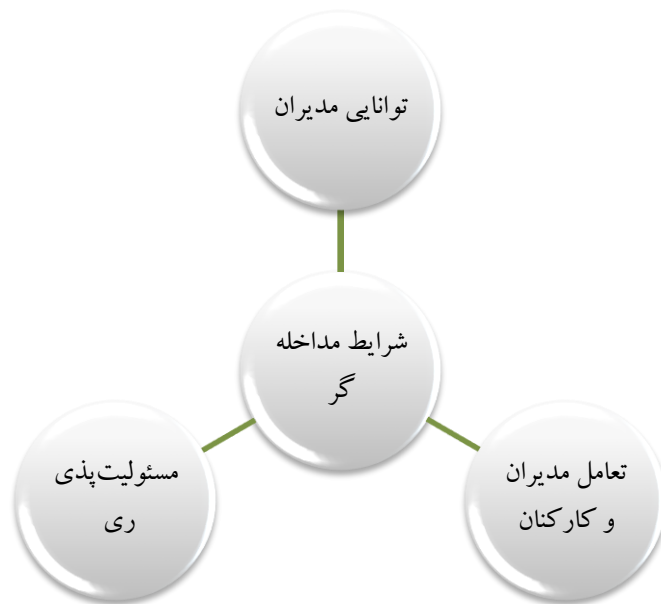 توانایی مدیران
شرایط مداخله
گر
تعامل مدیران
و کارکنان
مسئولیت‌پذی
ری